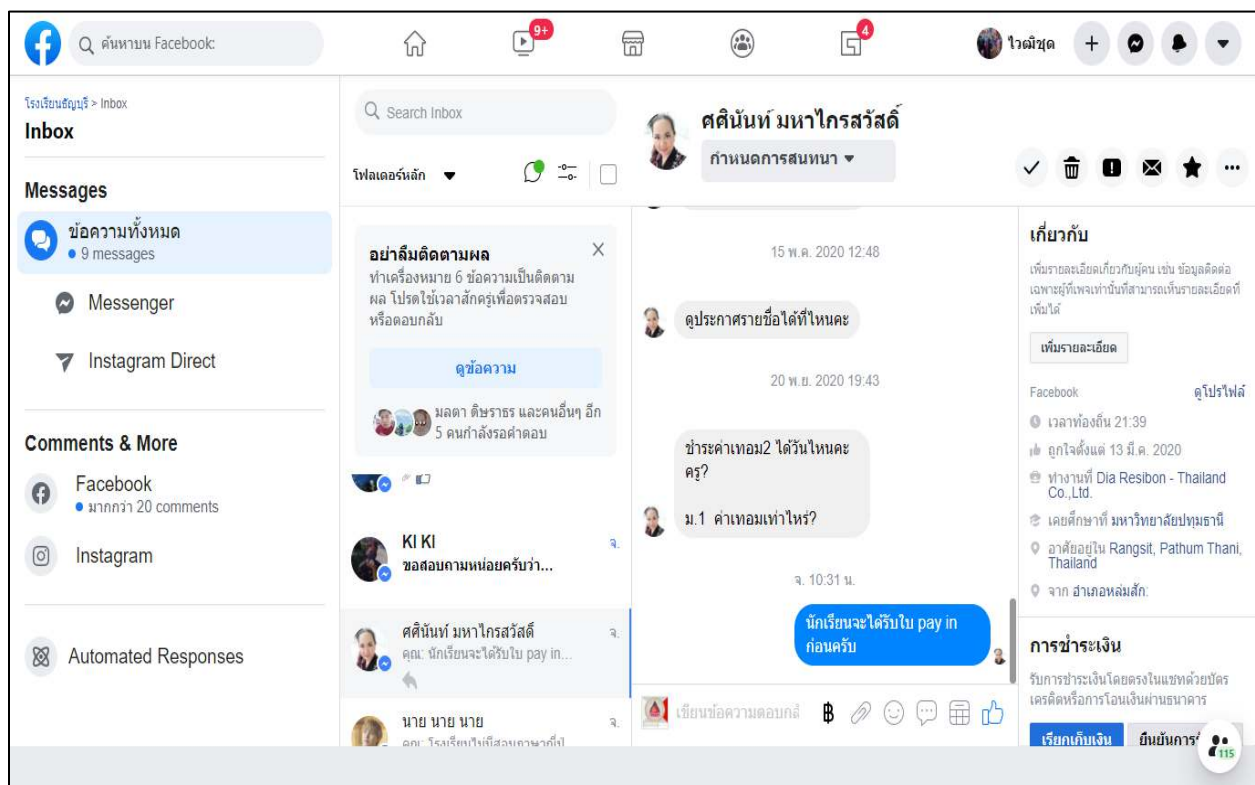 ค้นหาบน Facebook:
9+
4
ไวฒิชุด
โรงเรียนธัญบุรี > Inbox
Inbox
Messages
ข้อความทั้งหมด
9 messages
Messenger
Instagram Direct
Comments & More
Facebook
มากกว่า 20 comments
Instagram
Automated Responses
Search Inbox
โฟลเดอร์หลัก
อย่าลืมติดตามผล
ทำเครื่องหมาย 6 ข้อความเป็นติดตาม
ผล โปรดใช้เวลาสักครู่เพื่อตรวจสอบ
หรือตอบกลับ
ดูข้อความ
มลตา ดิษราธร และคนอื่นๆ อีก
5 คนกำลังรอคำตอบ
KI KI
จ.
ขอสอบถามหน่อยครับว่า...
ศศินันท์ มหาไกรสวัสดิ์
จ.
คุณ: นักเรียนจะได้รับใบ pay in...
นาย นาย นาย
จ.
คุณ: โรงเรียนไม่มีสอน
ศศินันท์ มหาไกรสวัสดิ์
กำหนดการสนทนา
15 พ.ค. 2020 12:48
ดูประกาศรายชื่อได้ที่ไหนคะ
20 พ.ย. 2020 19:43
ชำระค่าเทอม2 ได้วันไหนคะ
ครู?
ม.1 ค่าเทอมเท่าไหร่?
จ. 10:31 น.
นักเรียนจะได้รับใบ pay in
ก่อนครับ
เขียนข้อความตอบกลั
฿
เกี่ยวกับ
เพิ่มรายละเอียดเกี่ยวกับผู้คน เช่น ข้อมูลติดต่อ
เฉพาะผู้ที่เพจเท่านั้นที่สามารถเห็นรายละเอียดที่
เพิ่มได้
เพิ่มรายละเอียด
Facebook
ดูโปรไฟล์
เวลาท้องถิ่น 21:39
ถูกใจตั้งแต่ 13 มี.ค. 2020
ทำงานที่ Dia Resibon - Thailand
Co.,Ltd.
เคยศึกษาที่ มหาวิทยาลัยปทุมธานี
อาศัยอยู่ใน Rangsit, Pathum Thani,
Thailand
จาก อำเภอหล่มสัก:
การชำระเงิน
รับการชำระเงินโดยตรงในแชทด้วยบัตร
เครดิตหรือการโอนเงินผ่านธนาคาร
เรียกเก็บเงิน
ยืนยันการ
115